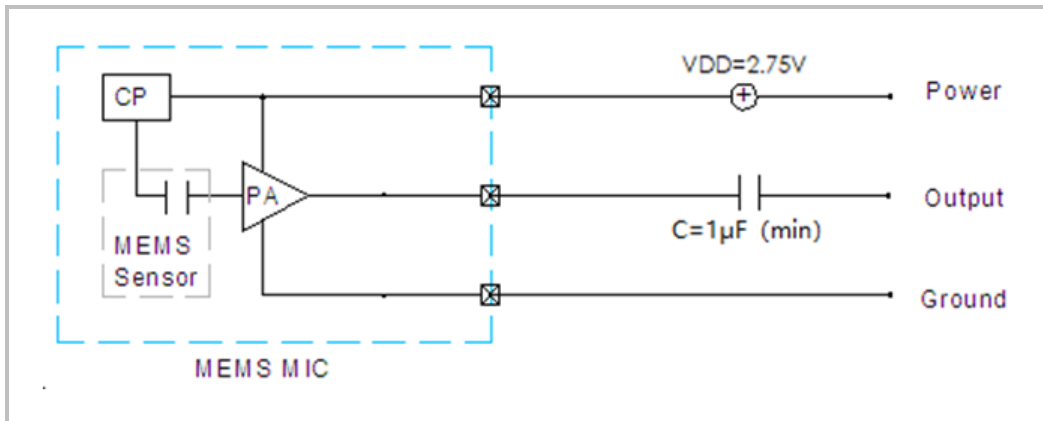 VDD=2.75V
CP
Power
PA
Output
C=1μF (min)
MEMS
Sensor
Ground
MEMS MIC